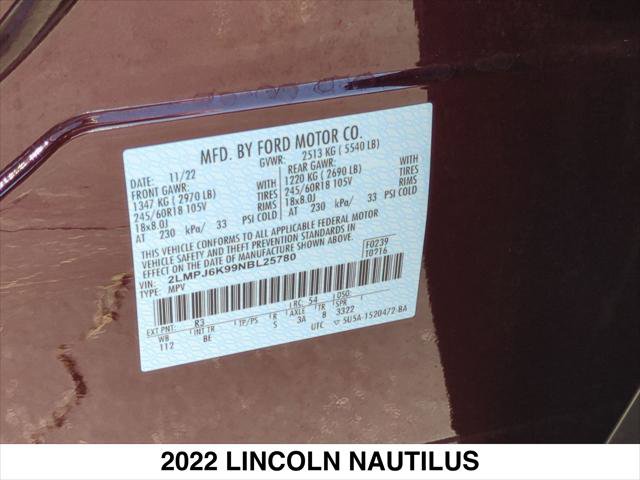 MFD. BY FORD MOTOR CO.
11/22 GVWR: 2513 KG ( 5540 LB)
FRONT GAWR: WITH REAR GAWR: WITH
1347 KG ( 2970 LB) TIRES 1220 KG ( 2690 LB) TIRES
245/60R18 105V RIMS 245/60R18 105V RIMS
18x8.0J 18x8.0J
AT 230 kPa/ 33 PSI COLD AT 230 kPa/ 33 PSI COLD
THIS VEHICLE CONFORMS TO ALL APPLICABLE FEDERAL MOTOR
VEHICLE SAFETY AND THEFT PREVENTION STANDARDS IN
EFFECT ON THE DATE OF MANUFACTURE SHOWN ABOVE.
VIN: 2LMPJ6K99NBL25780 F0239
TYPE: MPV T0216
EXT PNT: R3 RC: 54 DSO:
WB INT TR TP/PS R AXLE TR SPR
112 BE S 3A 8 3322
UTC 5U5A-1520472-BA
2022 LINCOLN NAUTILUS